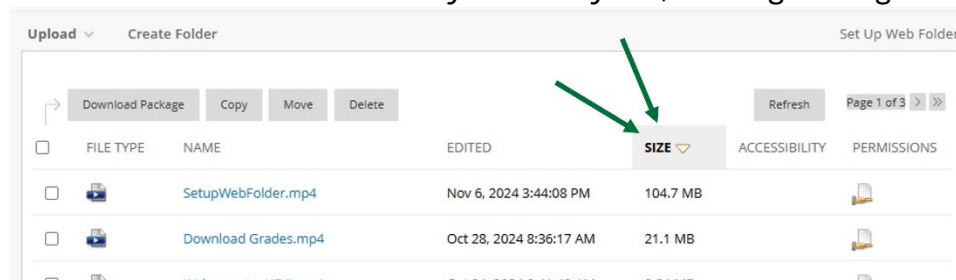 Upload Create Folder Set Up Web Folder
Download Package Copy Move Delete Refresh Page 1 of 3 > >>
FILE TYPE NAME EDITED SIZE ACCESSIBILITY PERMISSIONS
SetupWebFolder.mp4 Nov 6, 2024 3:44:08 PM 104.7 MB
Download Grades.mp4 Oct 28, 2024 8:36:17 AM 21.1 MB